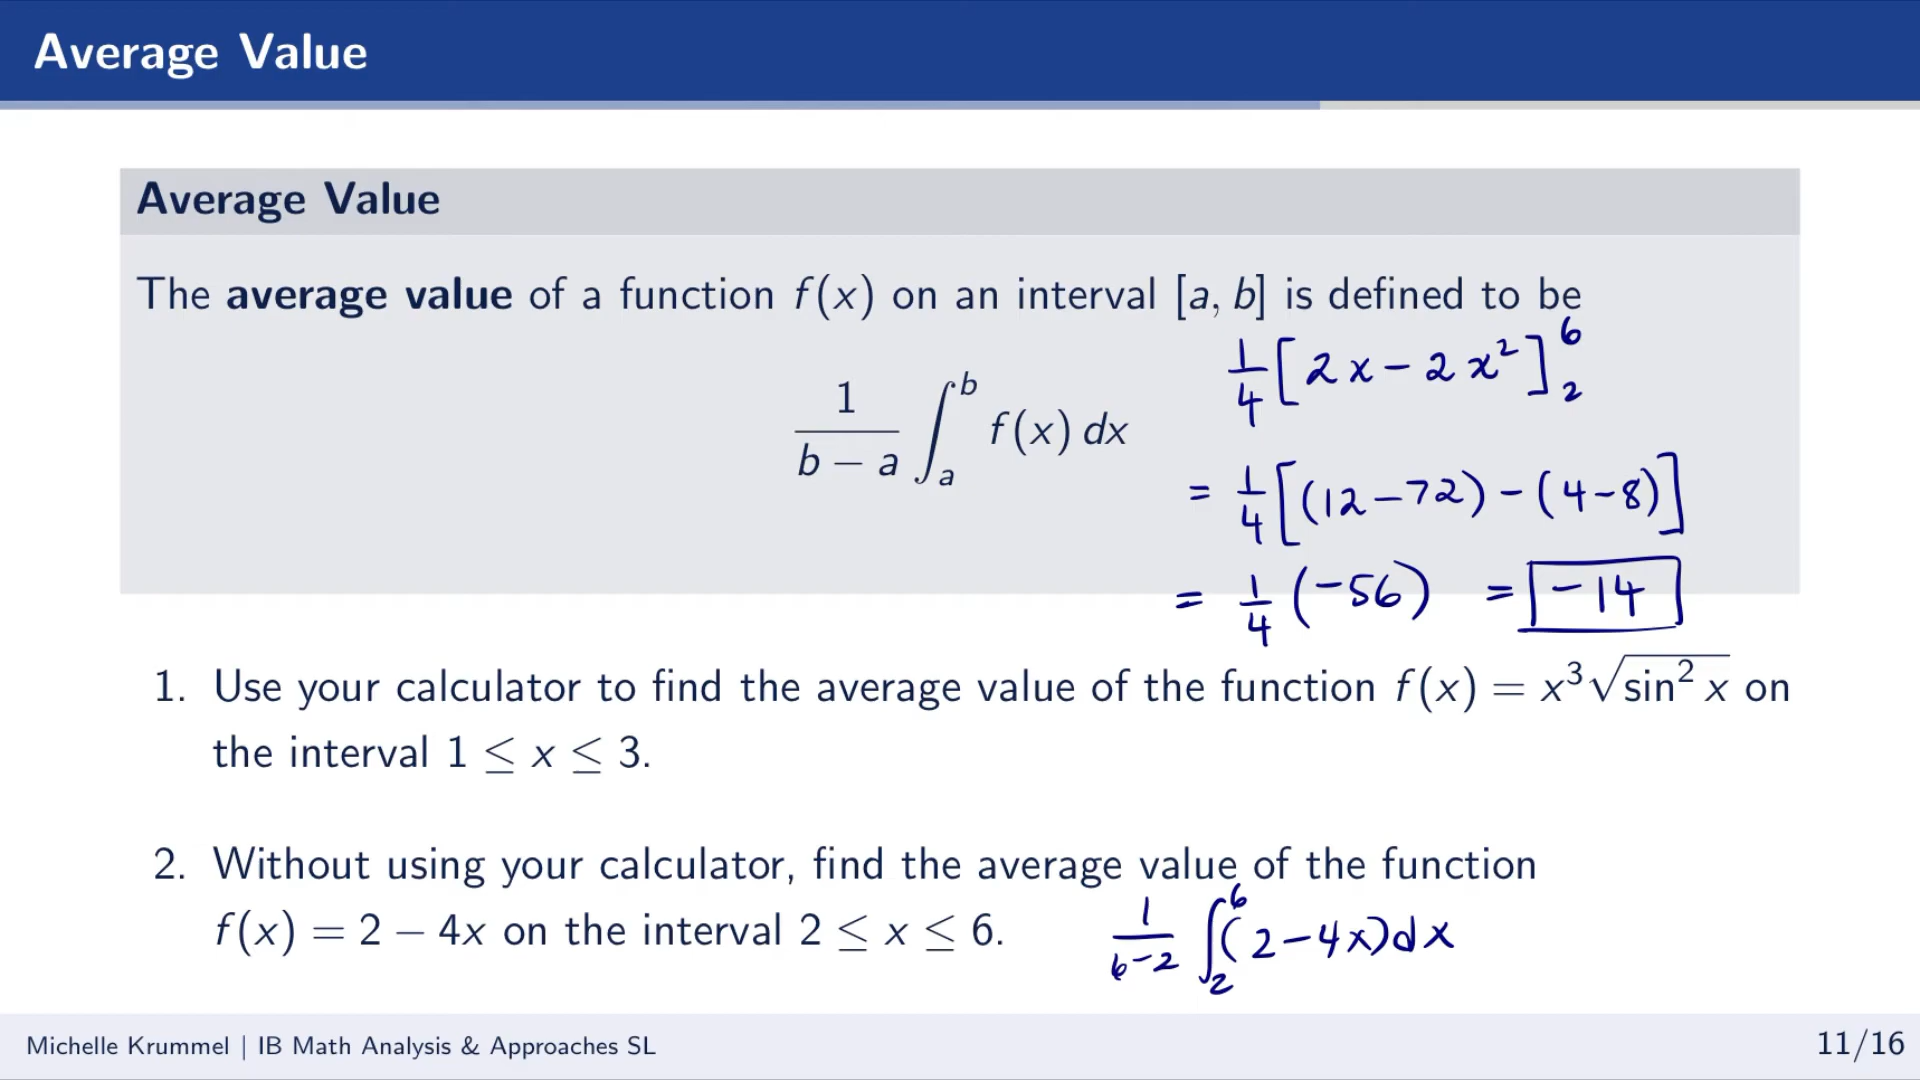 Average Value
Average Value
The average value of a function f(x) on an interval [a, b] is defined to be
1/(b − a) ∫_a^b f(x) dx
1/4 [2x − 2x²]_2^6
= 1/4 [(12 − 72) − (4 − 8)]
= 1/4 (−56) = −14
1. Use your calculator to find the average value of the function f(x) = x³√sin² x on
the interval 1 ≤ x ≤ 3.
2. Without using your calculator, find the average value of the function
f(x) = 2 − 4x on the interval 2 ≤ x ≤ 6.
1/(6−2) ∫_2^6 (2 − 4x)dx
Michelle Krummel | IB Math Analysis & Approaches SL
11/16